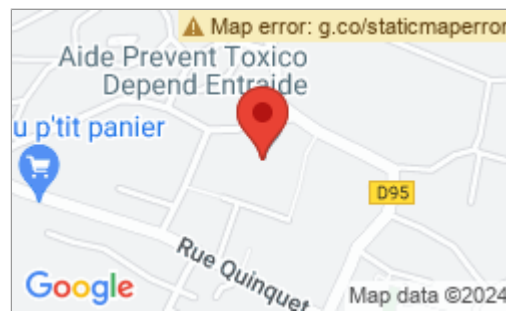 Map error: g.co/staticmaperror
Aide Prevent Toxico
Depend Entraide
u p'tit panier
D95
Rue Quinquet
Google
Map data ©2024